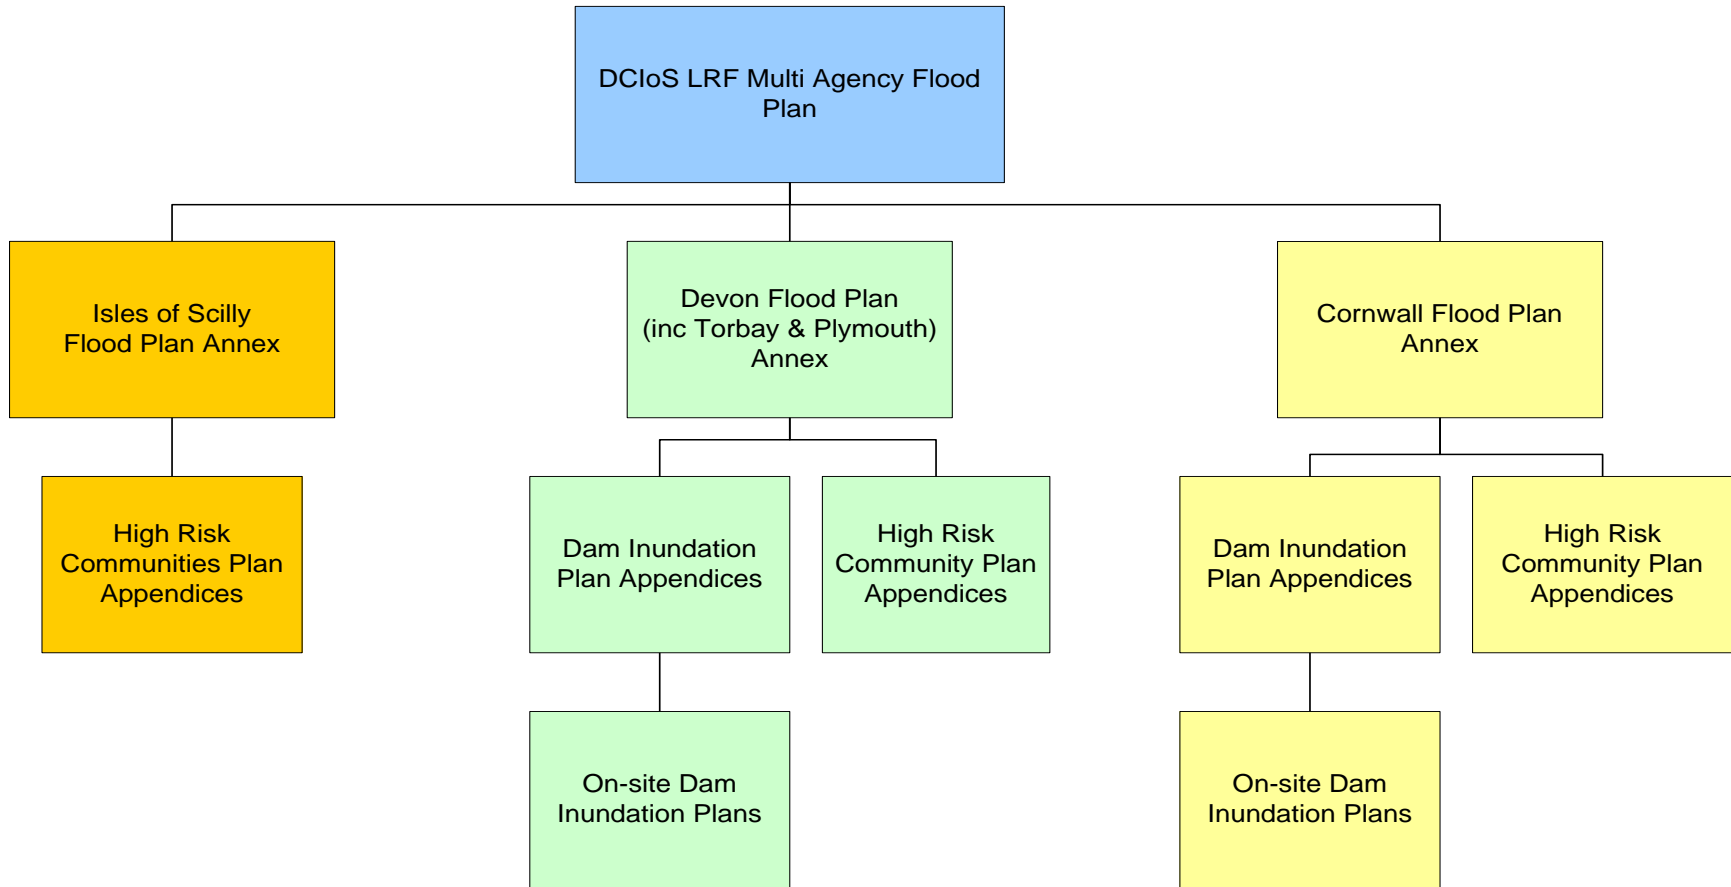 DCIoS LRF Multi Agency Flood
Plan
Isles of Scilly
Flood Plan Annex
Devon Flood Plan
(inc Torbay & Plymouth)
Annex
Cornwall Flood Plan
Annex
High Risk
Communities Plan
Appendices
Dam Inundation
Plan Appendices
High Risk
Community Plan
Appendices
Dam Inundation
Plan Appendices
High Risk
Community Plan
Appendices
On-site Dam
Inundation Plans
On-site Dam
Inundation Plans